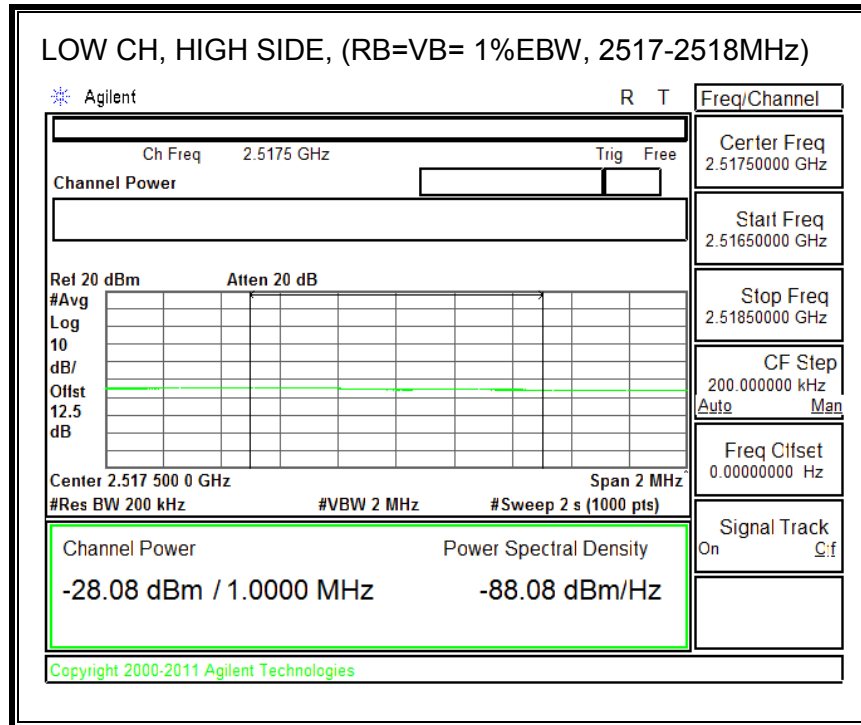 LOW CH, HIGH SIDE, (RB=VB= 1%EBW, 2517-2518MHz)
Agilent R T
Ch Freq 2.5175 GHz Trig Free
Channel Power
Ref 20 dBm Atten 20 dB
#Avg
Log
10
dB/
Offst
12.5
dB
Center 2.517 500 0 GHz Span 2 MHz
#Res BW 200 kHz #VBW 2 MHz #Sweep 2 s (1000 pts)
Channel Power Power Spectral Density
-28.08 dBm / 1.0000 MHz -88.08 dBm/Hz
Copyright 2000-2011 Agilent Technologies
Freq/Channel
Center Freq
2.51750000 GHz
Start Freq
2.51650000 GHz
Stop Freq
2.51850000 GHz
CF Step
200.000000 kHz
Auto Man
Freq Offset
0.00000000 Hz
Signal Track
On Off